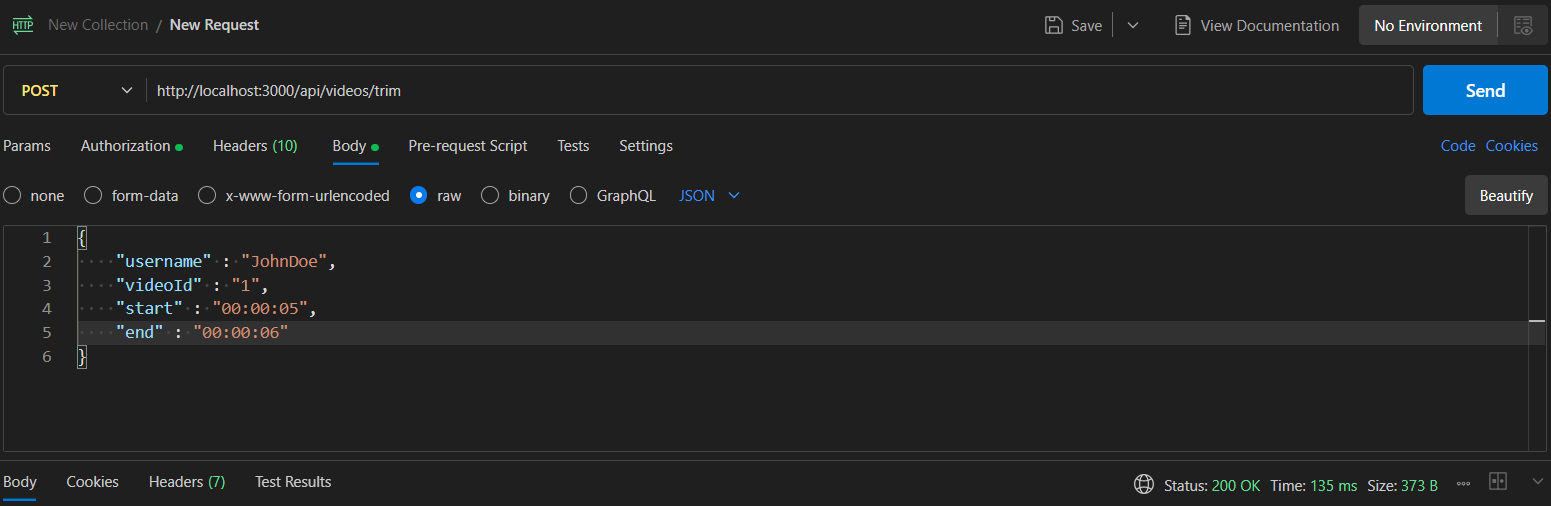 HTTP New Collection / New Request Save View Documentation No Environment
POST http://localhost:3000/api/videos/trim Send
Params Authorization Headers (10) Body Pre-request Script Tests Settings Code Cookies
none form-data x-www-form-urlencoded raw binary GraphQL JSON Beautify
1 {
2 "username" : "JohnDoe",
3 "videoId" : "1",
4 "start" : "00:00:05",
5 "end" : "00:00:06"
6 }
Body Cookies Headers (7) Test Results Status: 200 OK Time: 135 ms Size: 373 B